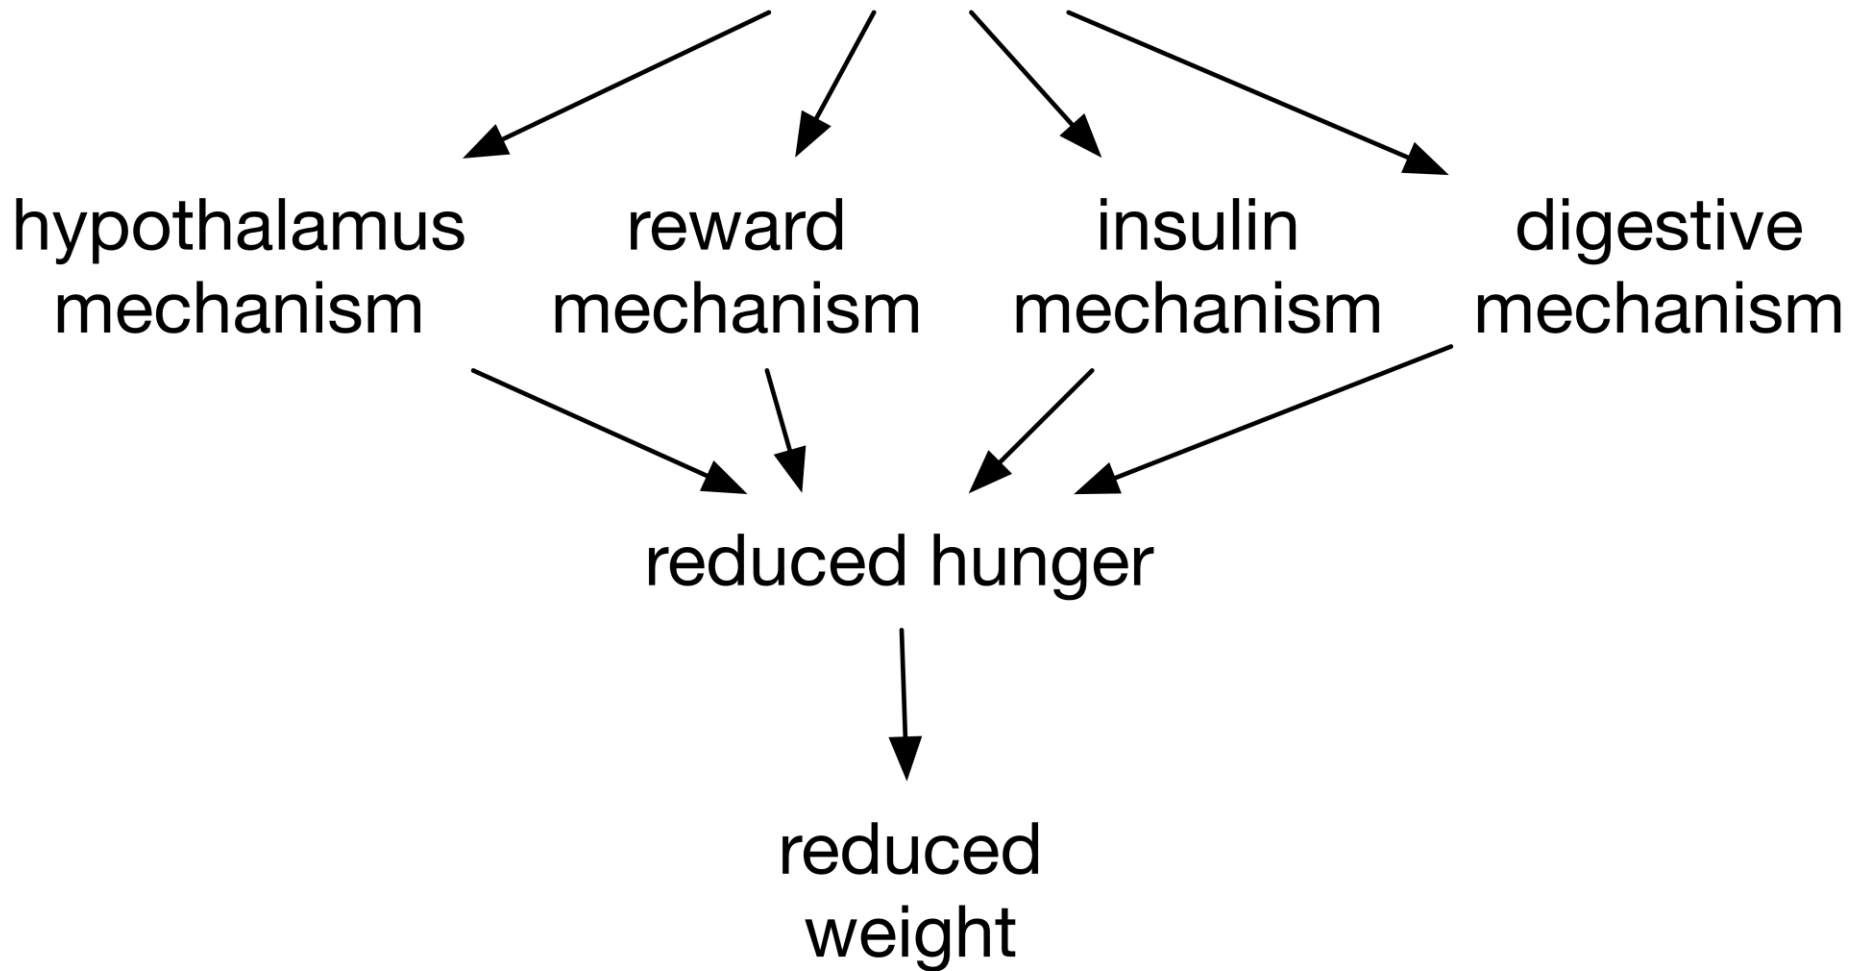 hypothalamus
mechanism
reward
mechanism
insulin
mechanism
digestive
mechanism
reduced hunger
reduced
weight